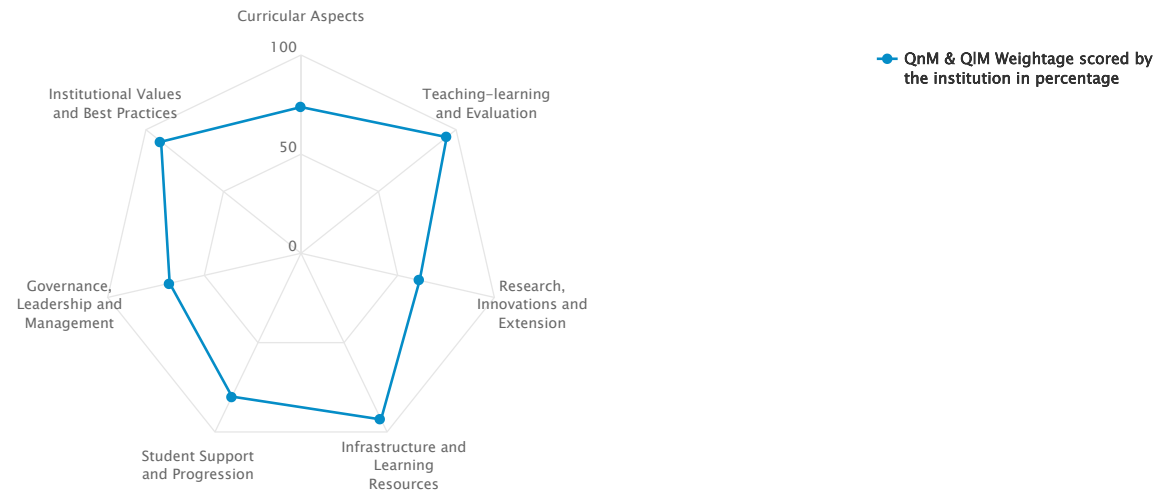 Curricular Aspects
100
Teaching-learning
and Evaluation
50
0
Research,
Innovations and
Extension
Infrastructure and
Learning
Resources
Student Support
and Progression
Governance,
Leadership and
Management
Institutional Values
and Best Practices
QnM & QlM Weightage scored by
the institution in percentage